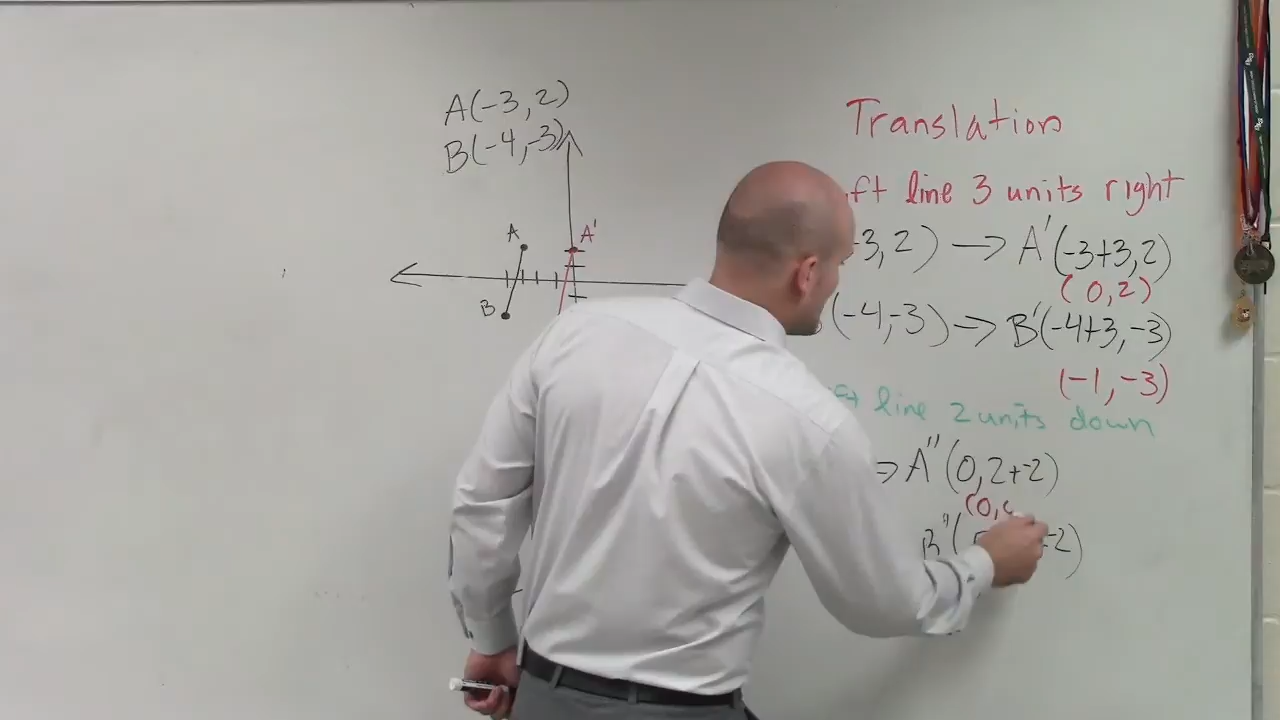 A(-3, 2)
B(-4, -3)
A
A'
B
Translation
line 3 units right
-3, 2) → A'(-3+3, 2)
(0, 2)
(-4, -3) → B'(-4+3, -3)
(-1, -3)
line 2 units down
⇒ A''(0, 2+-2)
(0,
B''(
-2)